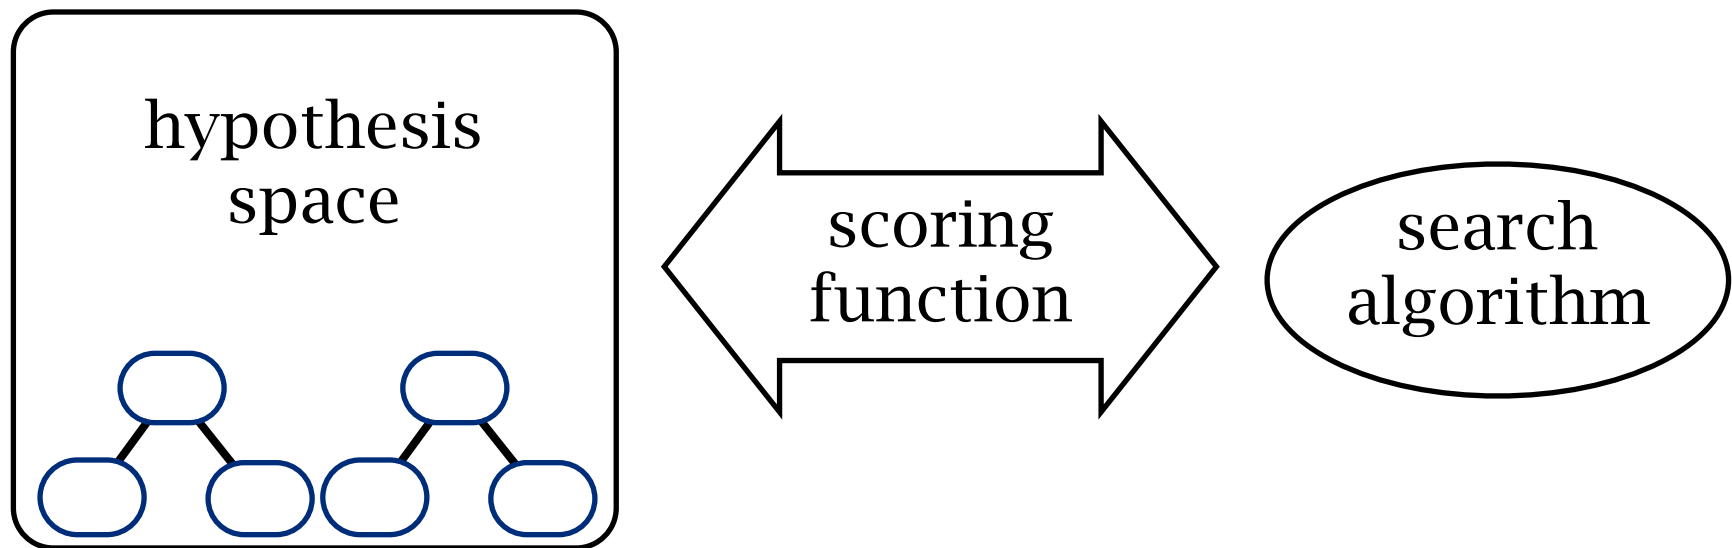 hypothesis
space
scoring
function
search
algorithm